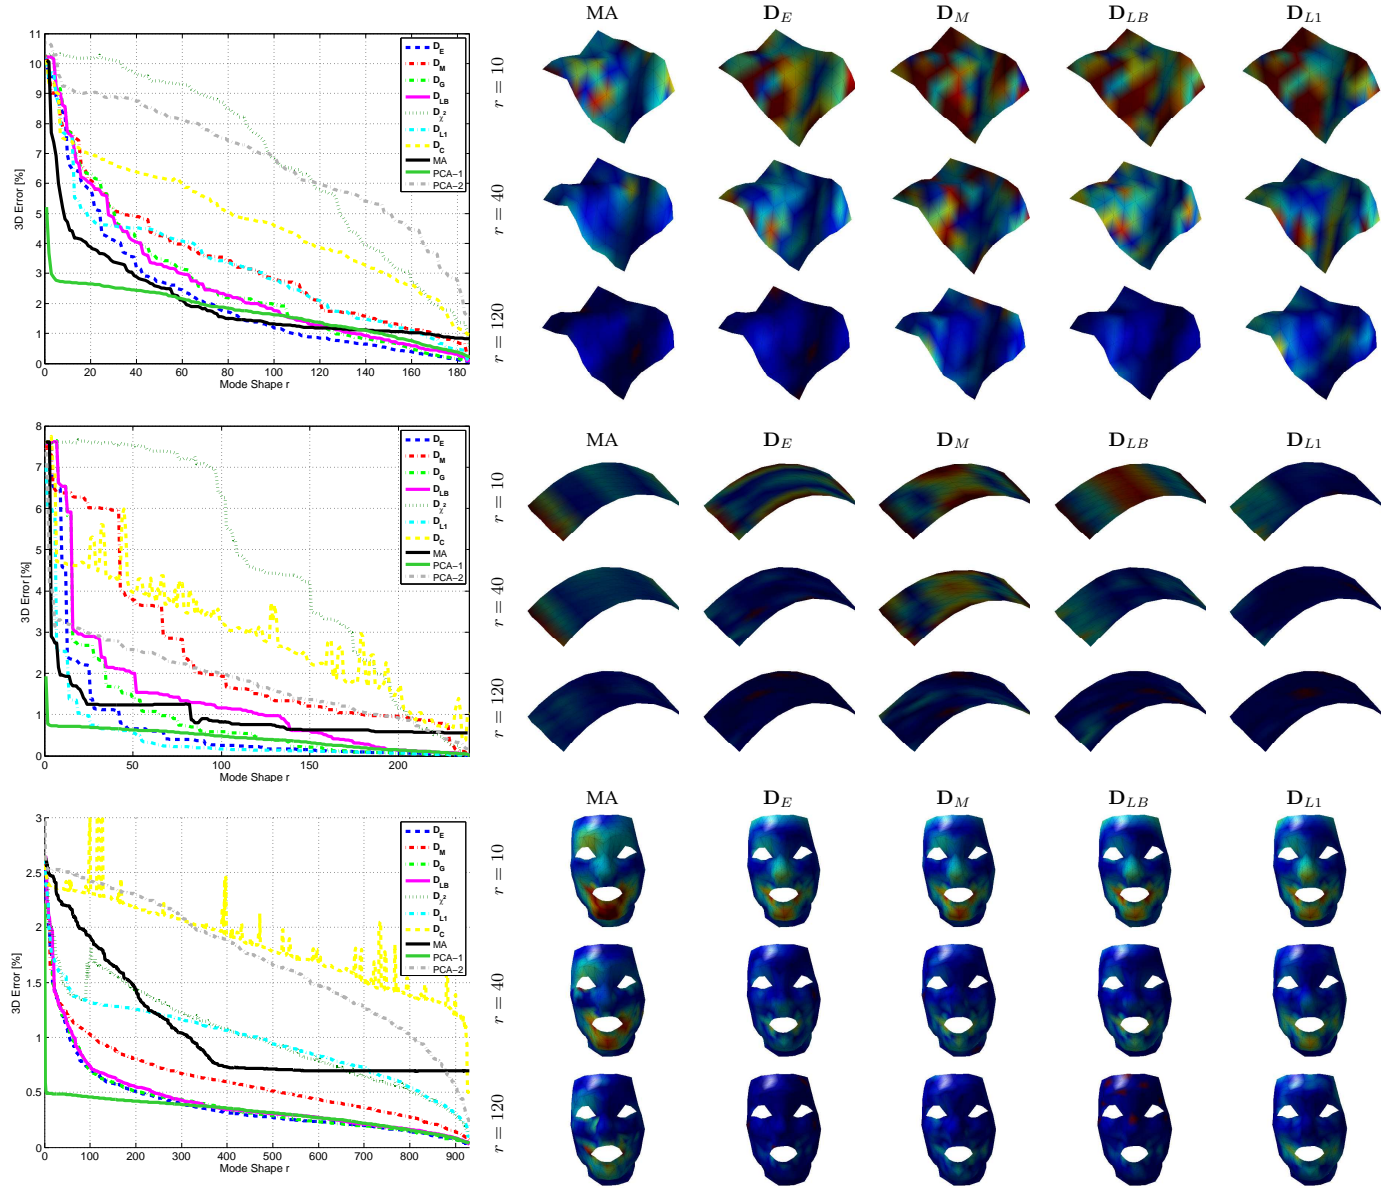 MA D_E D_M D_LB D_L1
11
10
9
8
7
6
5
4
3
2
1
0
3D Error [%]
0 20 40 60 80 100 120 140 160 185
Mode Shape r
D_E
D_M
D_G
D_LB
D_χ²
D_L1
D_C
MA
PCA-1
PCA-2
r = 10
r = 40
r = 120
MA D_E D_M D_LB D_L1
8
7
6
5
4
3
2
1
0
3D Error [%]
0 50 100 150 200
Mode Shape r
D_E
D_M
D_G
D_LB
D_χ²
D_L1
D_C
MA
PCA-1
PCA-2
r = 10
r = 40
r = 120
MA D_E D_M D_LB D_L1
3
2.5
2
1.5
1
0.5
0
3D Error [%]
0 100 200 300 400 500 600 700 800 900
Mode Shape r
D_E
D_M
D_G
D_LB
D_χ²
D_L1
D_C
MA
PCA-1
PCA-2
r = 10
r = 40
r = 120